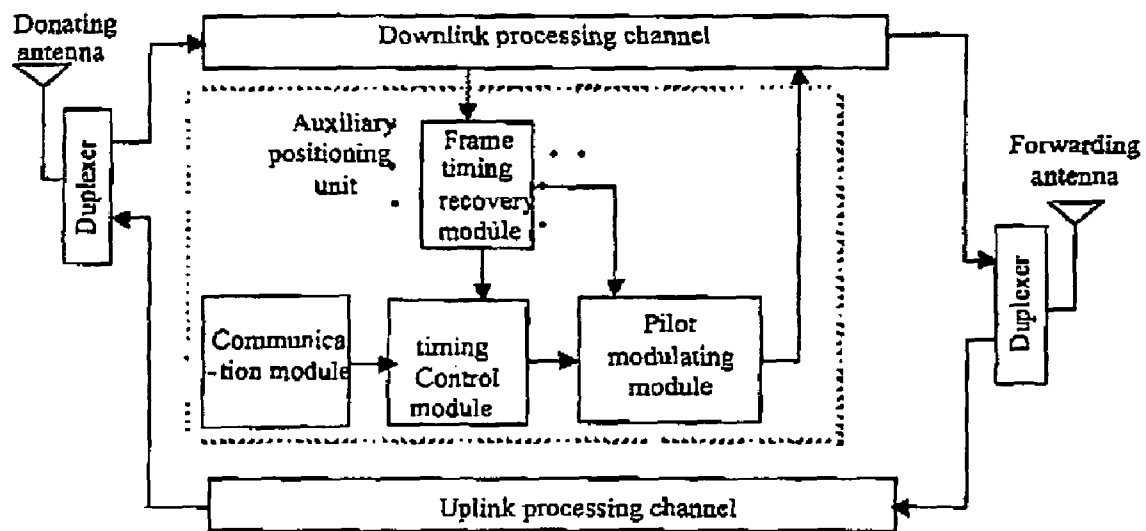 Donating
antenna
Downlink processing channel
Duplexer
Auxiliary
positioning
unit
Frame
timing
recovery
module
Forwarding
antenna
Duplexer
Communica
-tion module
timing
Control
module
Pilot
modulating
module
Uplink processing channel